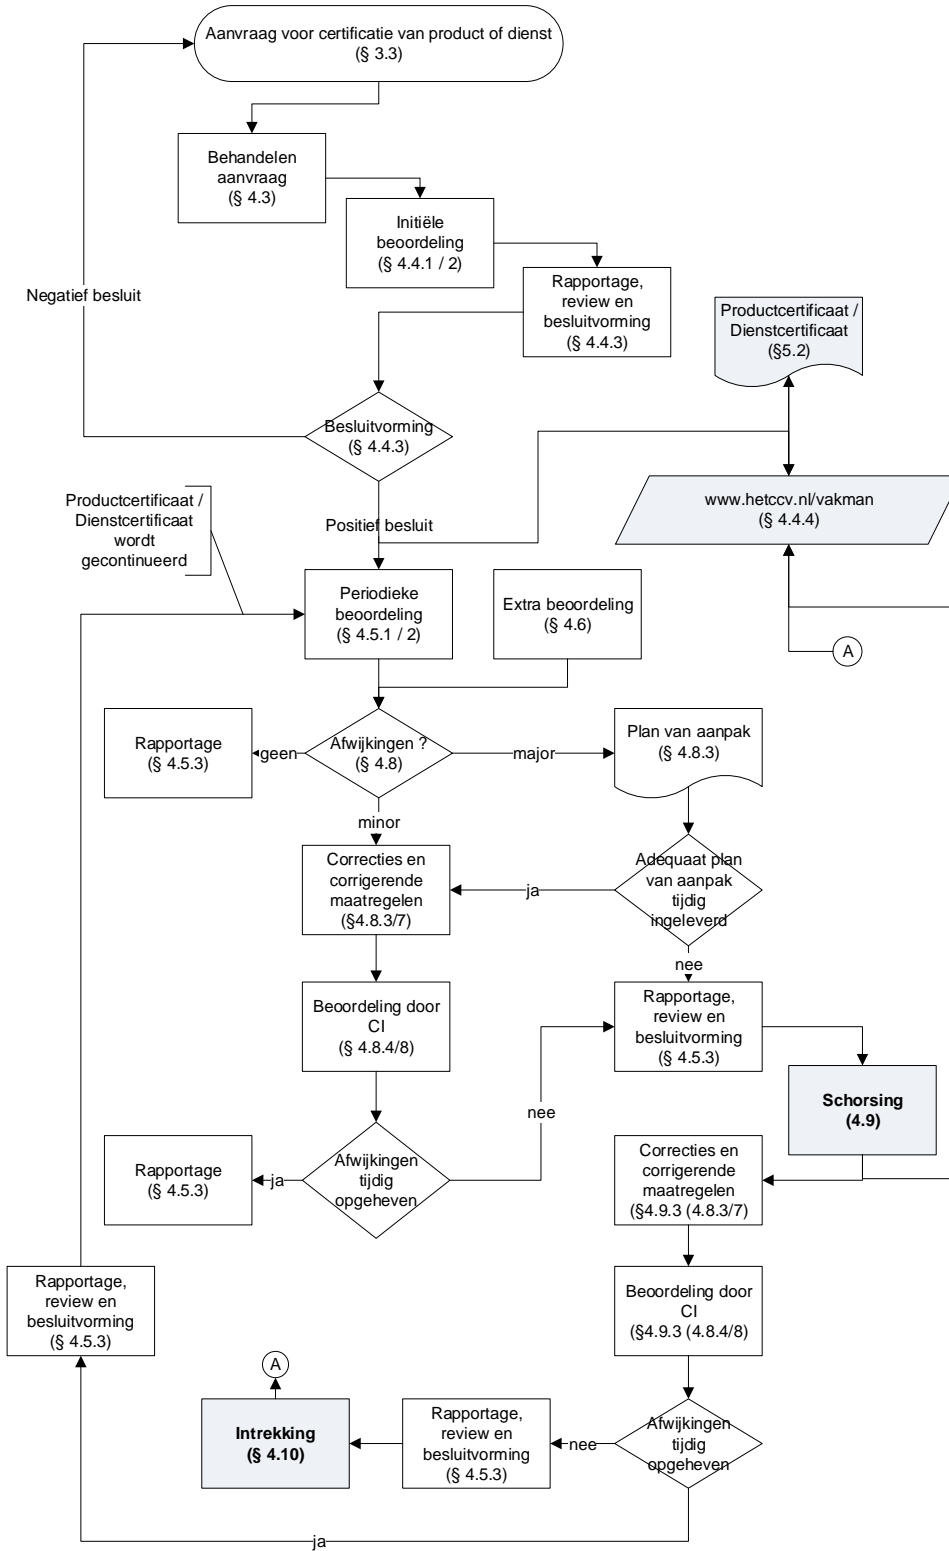 Aanvraag voor certificatie van product of dienst
(§ 3.3)
Behandelen
aanvraag
(§ 4.3)
Initiële
beoordeling
(§ 4.4.1 / 2)
Rapportage,
review en
besluitvorming
(§ 4.4.3)
Negatief besluit
Productcertificaat /
Dienstcertificaat
(§5.2)
Besluitvorming
(§ 4.4.3)
www.hetccv.nl/vakman
(§ 4.4.4)
Productcertificaat /
Dienstcertificaat
wordt
gecontinueerd
Positief besluit
Periodieke
beoordeling
(§ 4.5.1 / 2)
Extra beoordeling
(§ 4.6)
A
Rapportage
(§ 4.5.3)
geen
Afwijkingen ?
(§ 4.8)
major
Plan van aanpak
(§ 4.8.3)
minor
Correcties en
corrigerende
maatregelen
(§4.8.3/7)
ja
Adequaat plan
van aanpak
tijdig
ingeleverd
nee
Beoordeling door
CI
(§ 4.8.4/8)
Rapportage,
review en
besluitvorming
(§ 4.5.3)
Schorsing
(4.9)
nee
Rapportage
(§ 4.5.3)
ja
Afwijkingen
tijdig
opgeheven
Correcties en
corrigerende
maatregelen
(§4.9.3 (4.8.3/7)
Rapportage,
review en
besluitvorming
(§ 4.5.3)
Beoordeling door
CI
(§4.9.3 (4.8.4/8)
A
Intrekking
(§ 4.10)
Rapportage,
review en
besluitvorming
(§ 4.5.3)
nee
Afwijkingen
tijdig
opgeheven
ja